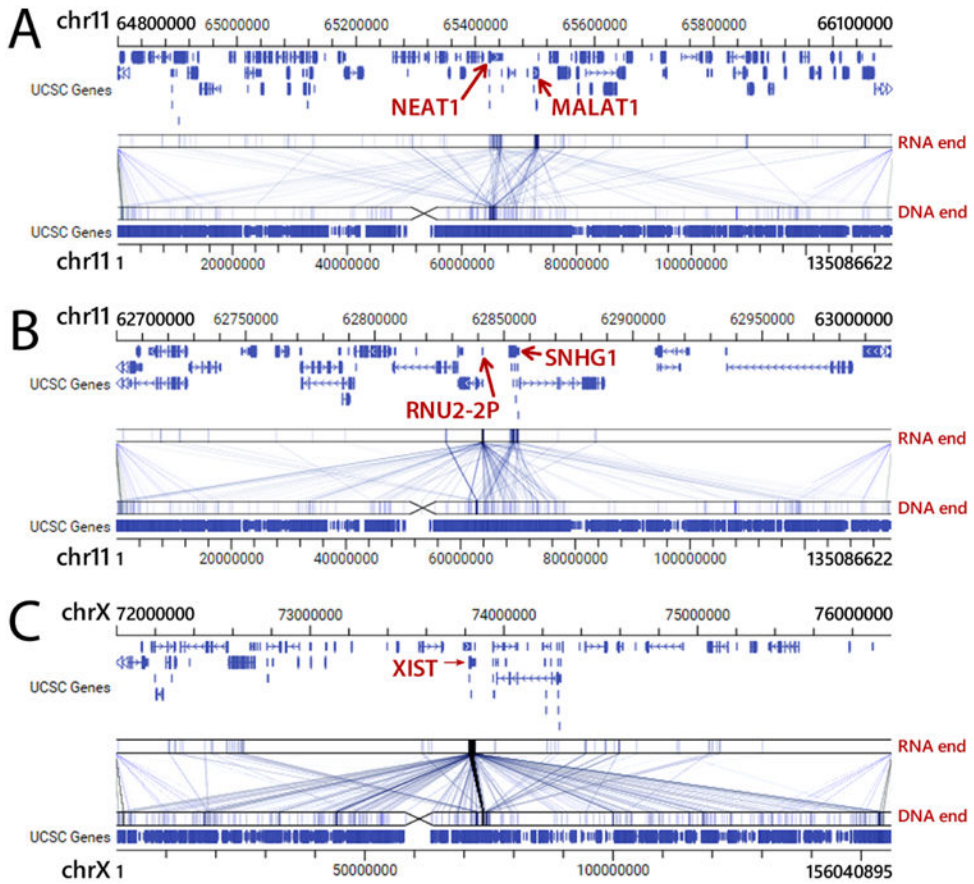 A
chr11 64800000 65000000 65200000 65400000 65600000 65800000 66100000
UCSC Genes
NEAT1 MALAT1
RNA end
DNA end
UCSC Genes
chr11 1 20000000 40000000 60000000 80000000 100000000 135086622
B
chr11 62700000 62750000 62800000 62850000 62900000 62950000 63000000
SNHG1
UCSC Genes
RNU2-2P
RNA end
DNA end
UCSC Genes
chr11 1 20000000 40000000 60000000 80000000 100000000 135086622
C
chrX 72000000 73000000 74000000 75000000 76000000
XIST
UCSC Genes
RNA end
DNA end
UCSC Genes
chrX 1 50000000 100000000 156040895